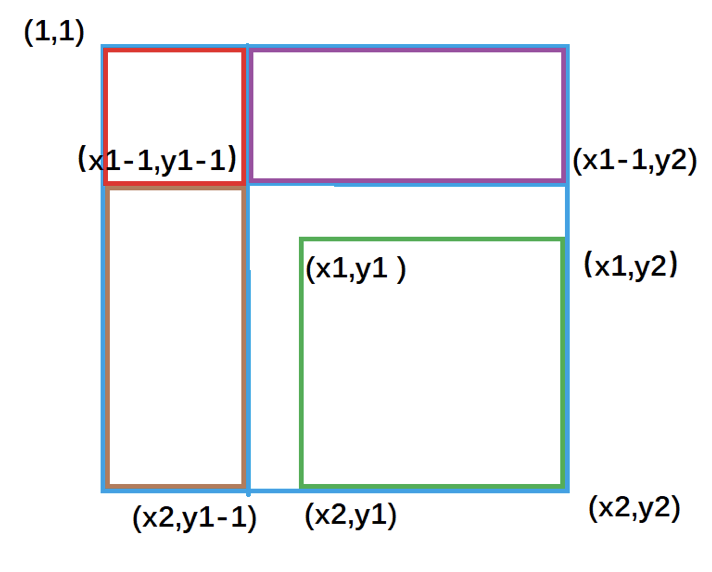 (1,1)
(x1-1,y1-1)
(x1-1,y2)
(x1,y1 )
(x1,y2)
(x2,y1-1)
(x2,y1)
(x2,y2)